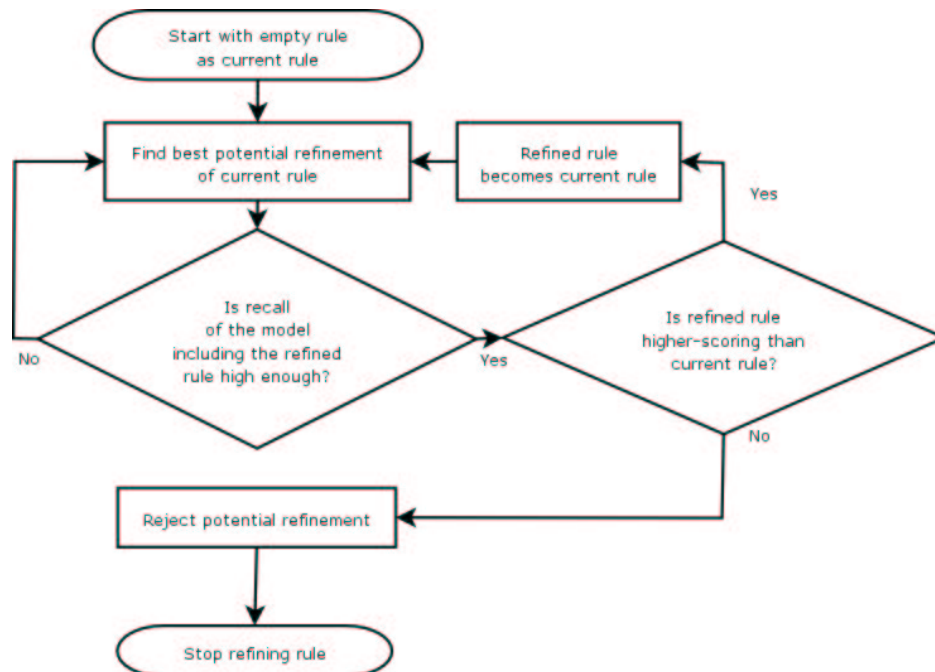 Start with empty rule
as current rule
Find best potential refinement
of current rule
Refined rule
becomes current rule
Yes
Is recall
of the model
including the refined
rule high enough?
No
Yes
Is refined rule
higher-scoring than
current rule?
No
Reject potential refinement
Stop refining rule